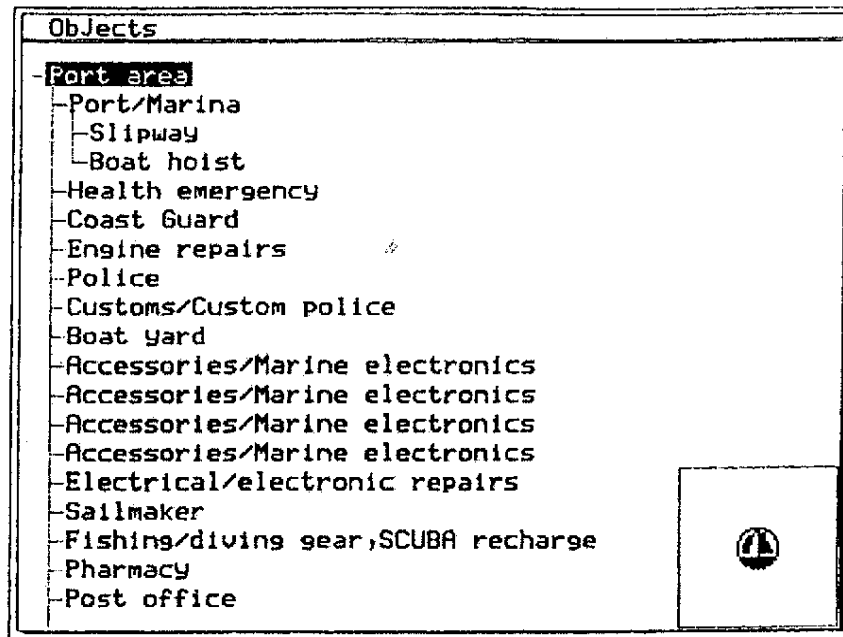 Objects
Port area
Port/Marina
Slipway
Boat hoist
Health emergency
Coast Guard
Engine repairs
Police
Customs/Custom police
Boat yard
Accessories/Marine electronics
Accessories/Marine electronics
Accessories/Marine electronics
Accessories/Marine electronics
Electrical/electronic repairs
Sailmaker
Fishing/diving gear,SCUBA recharge
Pharmacy
Post office